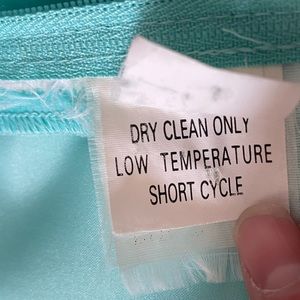 DRY CLEAN ONLY
LOW TEMPERATURE
SHORT CYCLE